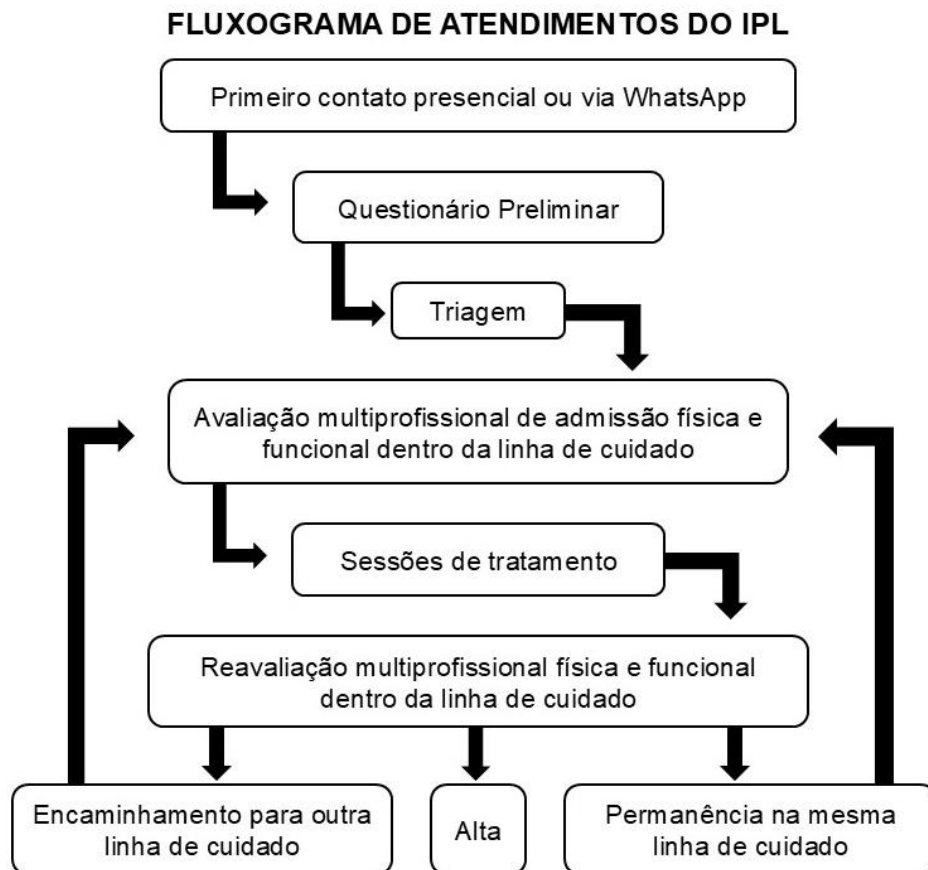 FLUXOGRAMA DE ATENDIMENTOS DO IPL
Primeiro contato presencial ou via WhatsApp
Questionário Preliminar
Triagem
Avaliação multiprofissional de admissão física e
funcional dentro da linha de cuidado
Sessões de tratamento
Reavaliação multiprofissional física e funcional
dentro da linha de cuidado
Encaminhamento para outra
linha de cuidado
Alta
Permanência na mesma
linha de cuidado